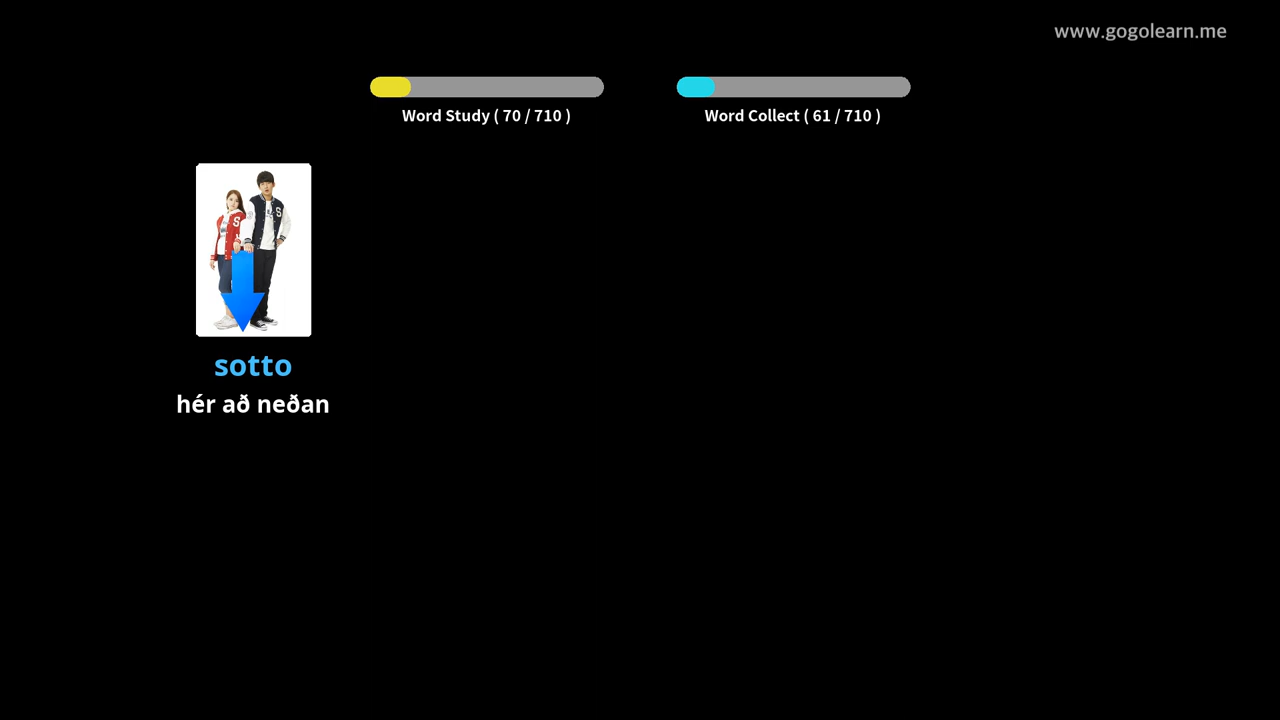 www.gogolearn.me
Word Study ( 70 / 710 )
Word Collect ( 61 / 710 )
S
S
sotto
hér að neðan